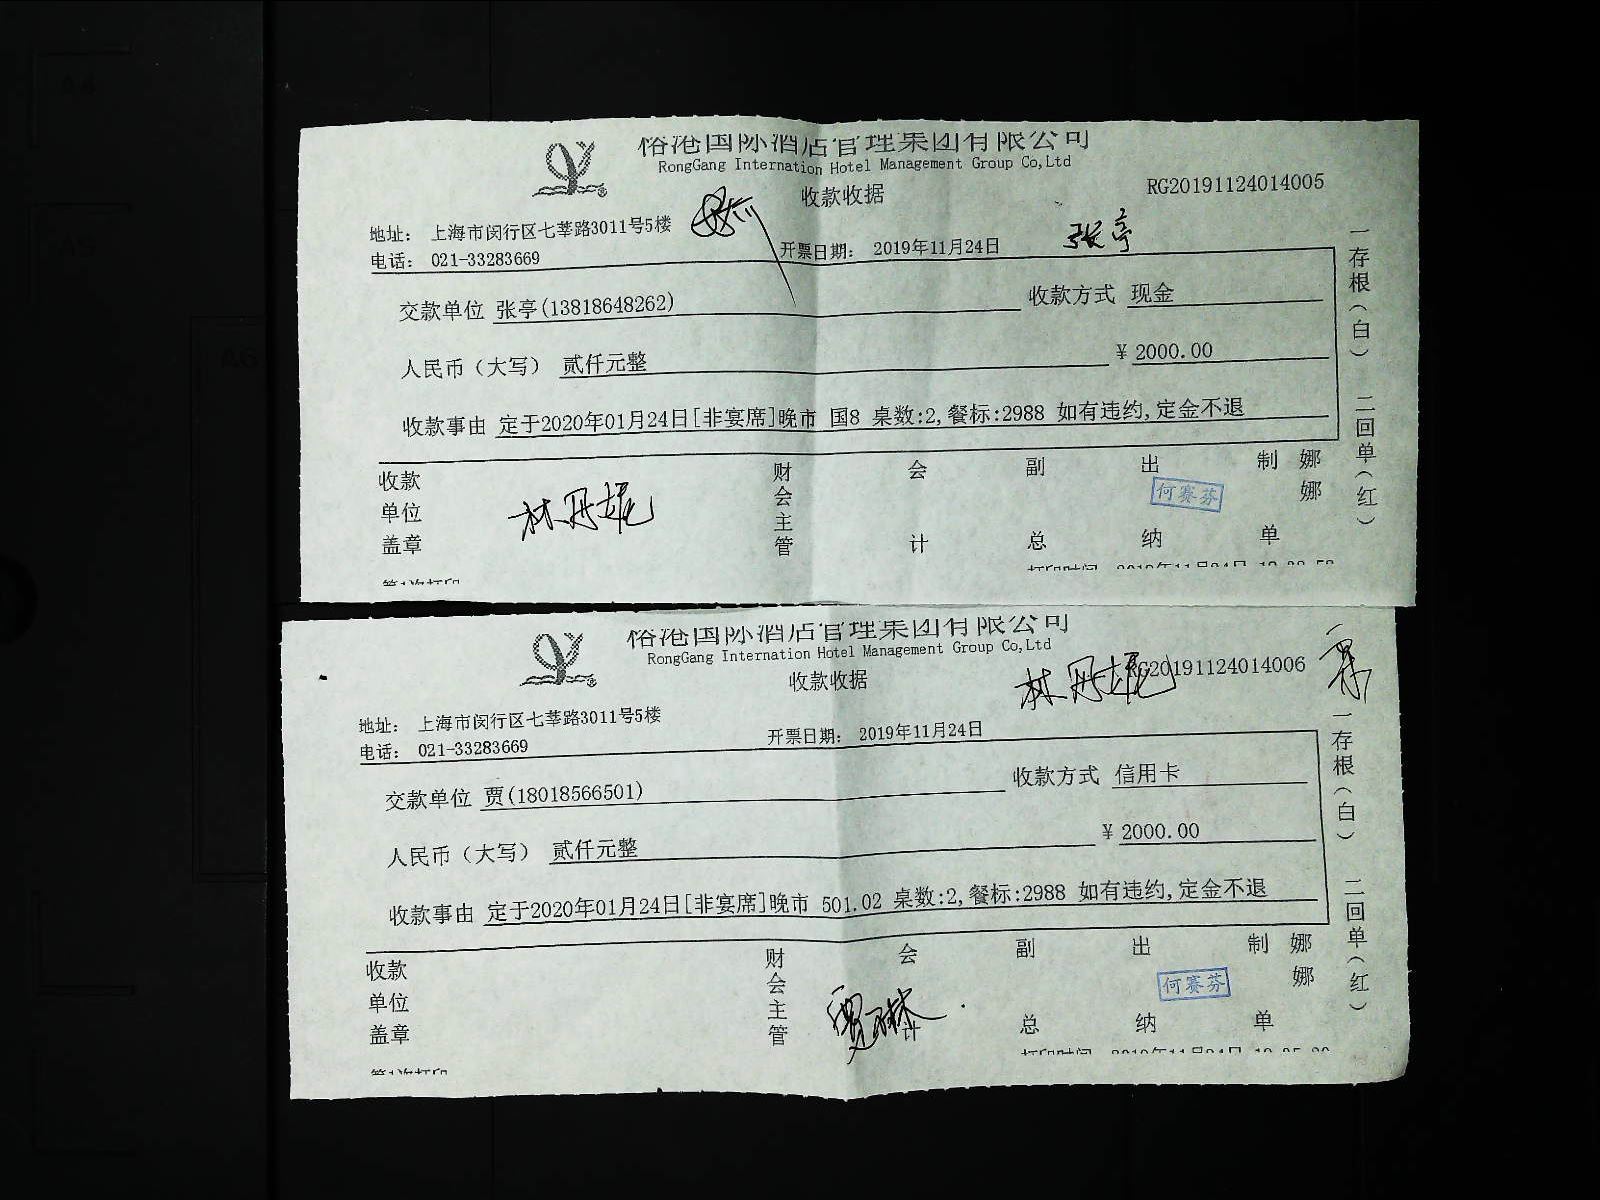 榕港国际酒店管理集团有限公司
RongGang Internation Hotel Management Group Co,Ltd
收款收据
RG20191124014005
地址： 上海市闵行区七莘路3011号5楼
电话： 021-33283669
开票日期： 2019年11月24日
张亭
交款单位 张亭(13818648262)
收款方式 现金
人民币（大写） 贰仟元整
¥ 2000.00
收款事由 定于2020年01月24日[非宴席]晚市 国8 桌数:2,餐标:2988 如有违约,定金不退
收款单位盖章
财会主管
会计
副总
出纳
何赛芬
制单
娜娜
一存根（白） 二回单（红）
第1次打印
榕港国际酒店管理集团有限公司
RongGang Internation Hotel Management Group Co,Ltd
收款收据
RG20191124014006
地址： 上海市闵行区七莘路3011号5楼
电话： 021-33283669
开票日期： 2019年11月24日
交款单位 贾(18018566501)
收款方式 信用卡
人民币（大写） 贰仟元整
¥ 2000.00
收款事由 定于2020年01月24日[非宴席]晚市 501.02 桌数:2,餐标:2988 如有违约,定金不退
收款单位盖章
财会主管
会计
副总
出纳
何赛芬
制单
娜娜
一存根（白） 二回单（红）
第1次打印